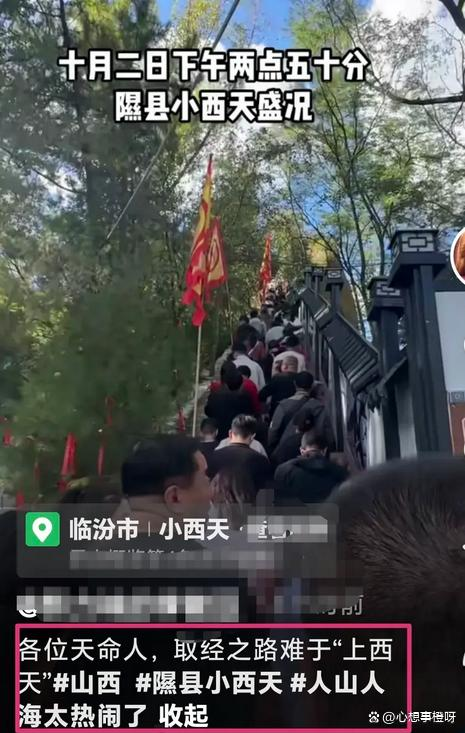 十月二日下午两点五十分
隰县小西天盛况
临汾市 | 小西天
各位天命人，取经之路难于“上西
天”#山西 #隰县小西天 #人山人
海太热闹了 收起
@心想事橙呀